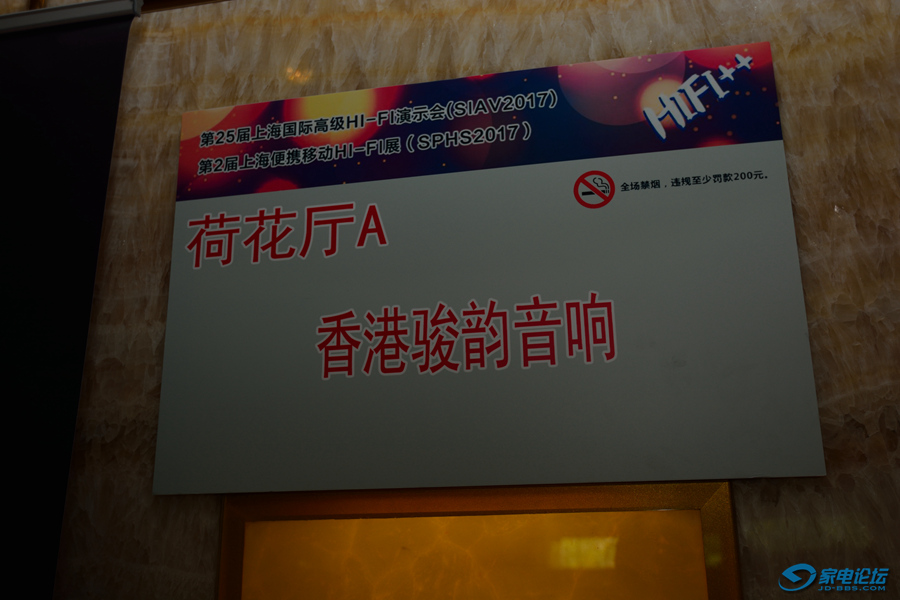 第25届上海国际高级HI-FI演示会(SIAV2017)
第2届上海便携移动HI-FI展（SPHS2017）
HIFI++
全场禁烟，违规至少罚款200元。
荷花厅A
香港骏韵音响
家电论坛
JD-BBS.COM